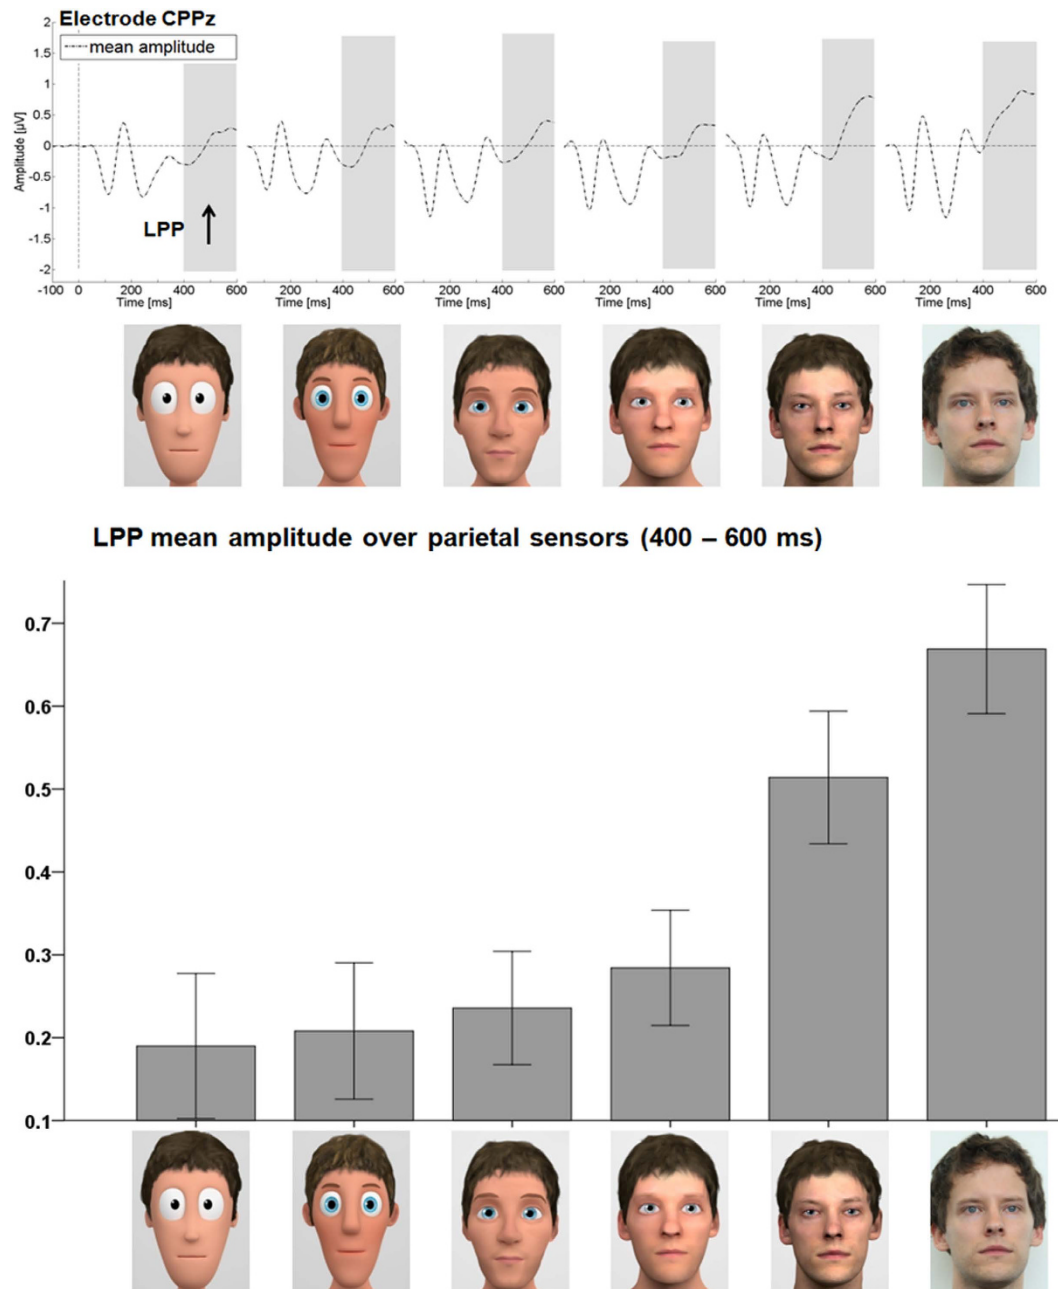 Electrode CPPz
mean amplitude
2
1.5
1
0.5
0
-0.5
-1
-1.5
-2
Amplitude [µV]
LPP
-100 0 200 400 600 200 400 600 200 400 600 200 400 600 200 400 600 200 400 600
Time [ms] Time [ms] Time [ms] Time [ms] Time [ms] Time [ms]
LPP mean amplitude over parietal sensors (400 – 600 ms)
0.7
0.6
0.5
0.4
0.3
0.2
0.1